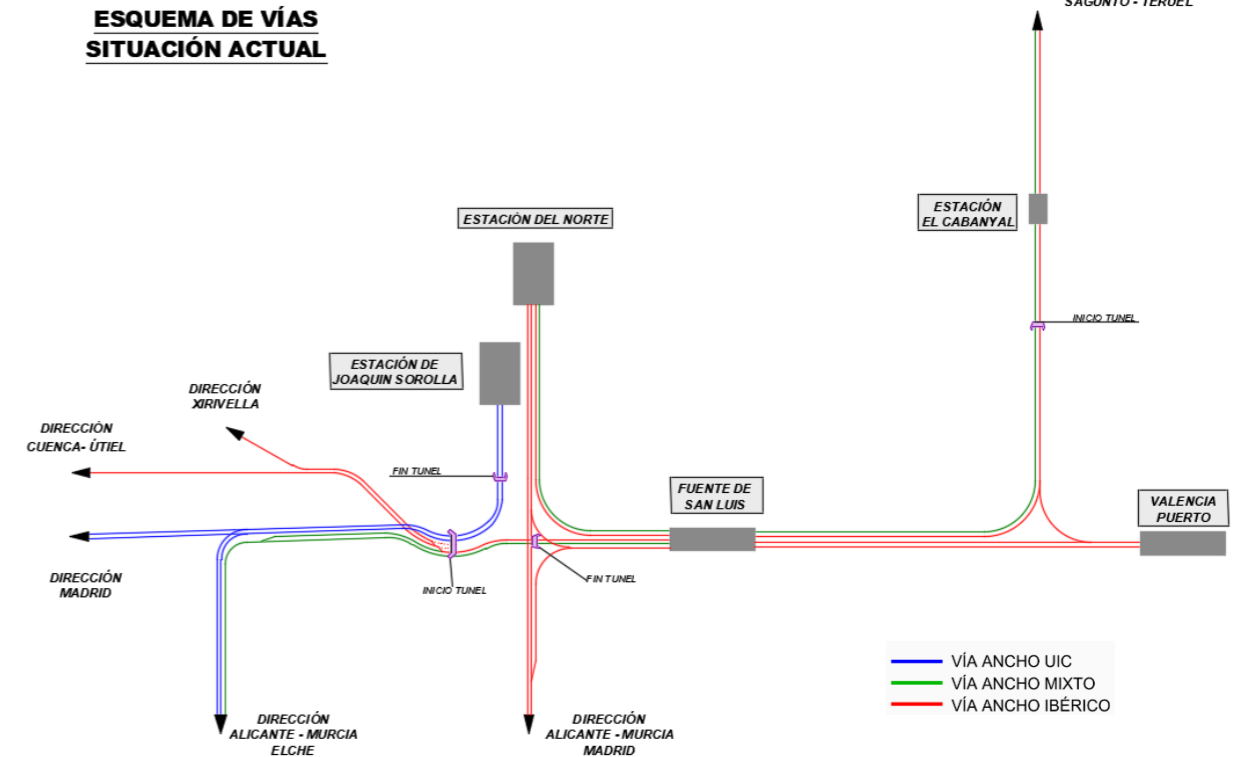 ESQUEMA DE VÍAS
SITUACIÓN ACTUAL
SAGUNTO - TERUEL
ESTACIÓN
EL CABANYAL
ESTACIÓN DEL NORTE
INICIO TUNEL
ESTACIÓN DE
JOAQUIN SOROLLA
DIRECCIÓN
XIRIVELLA
DIRECCIÓN
CUENCA- ÚTIEL
FIN TUNEL
FUENTE DE
SAN LUIS
VALENCIA
PUERTO
DIRECCIÓN
MADRID
INICIO TUNEL
FIN TUNEL
VÍA ANCHO UIC
VÍA ANCHO MIXTO
VÍA ANCHO IBÉRICO
DIRECCIÓN
ALICANTE - MURCIA
ELCHE
DIRECCIÓN
ALICANTE - MURCIA
MADRID